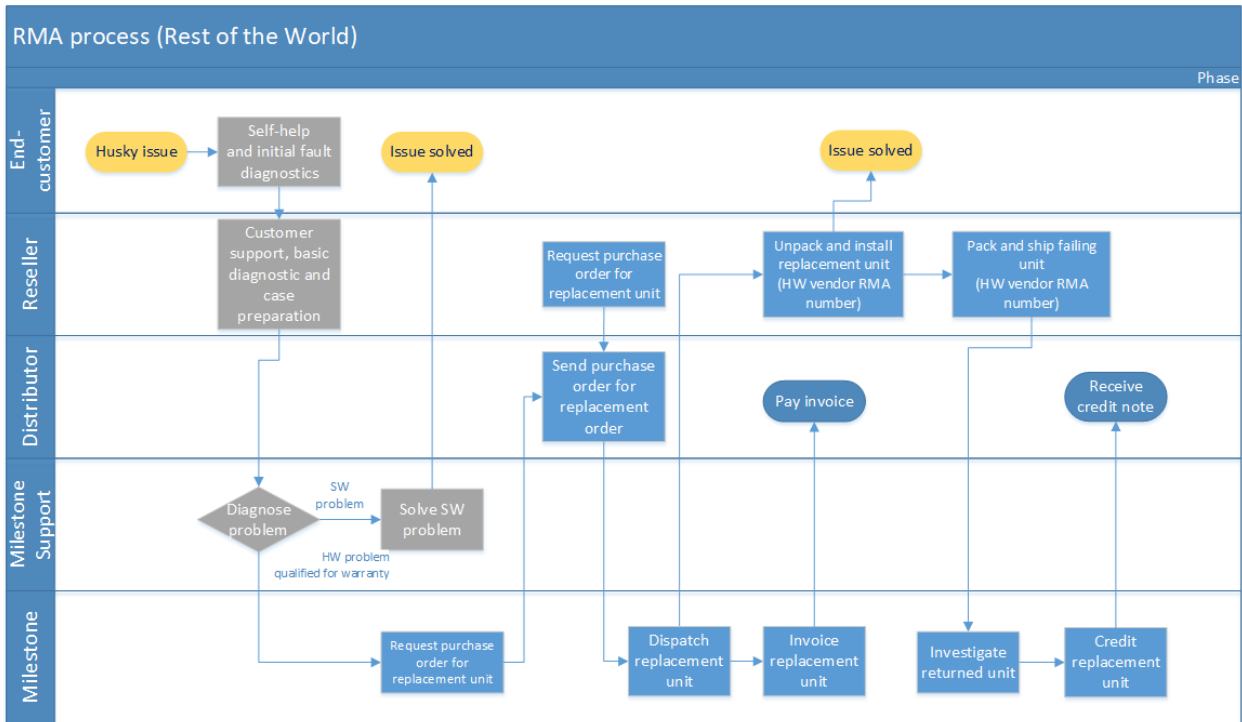 RMA process (Rest of the World)
Phase
End-
customer
Husky issue
Self-help
and initial fault
diagnostics
Issue solved
Issue solved
Reseller
Customer
support, basic
diagnostic and
case
preparation
Request purchase
order for
replacement unit
Unpack and install
replacement unit
(HW vendor RMA
number)
Pack and ship failing
unit
(HW vendor RMA
number)
Distributor
Send purchase
order for
replacement
order
Pay invoice
Receive
credit note
Milestone
Support
Diagnose
problem
SW
problem
Solve SW
problem
HW problem
qualified for warranty
Milestone
Request purchase
order for
replacement unit
Dispatch
replacement
unit
Invoice
replacement
unit
Investigate
returned unit
Credit
replacement
unit